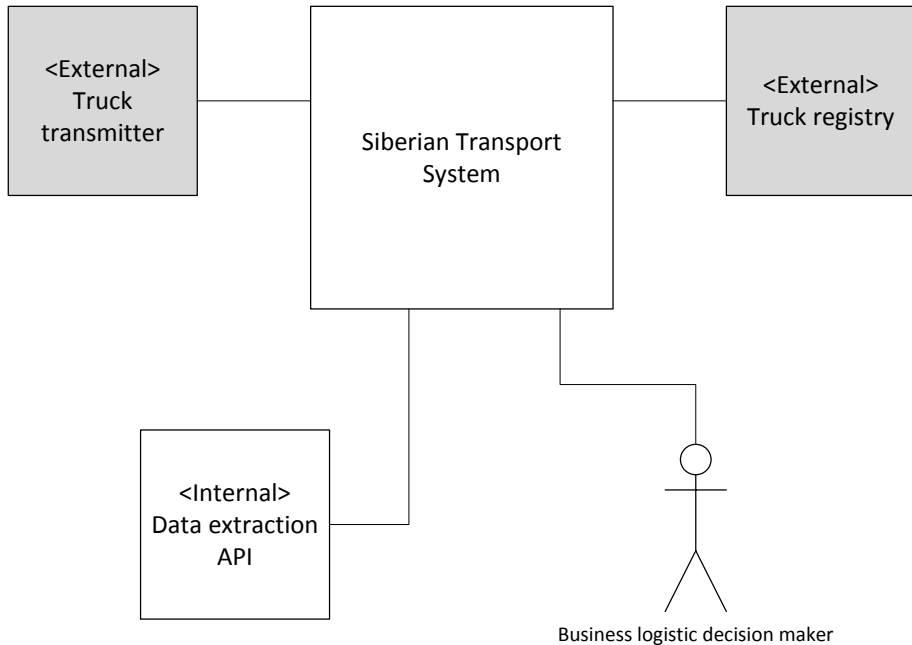 <External>
Truck
transmitter
Siberian Transport
System
<External>
Truck registry
<Internal>
Data extraction
API
Business logistic decision maker